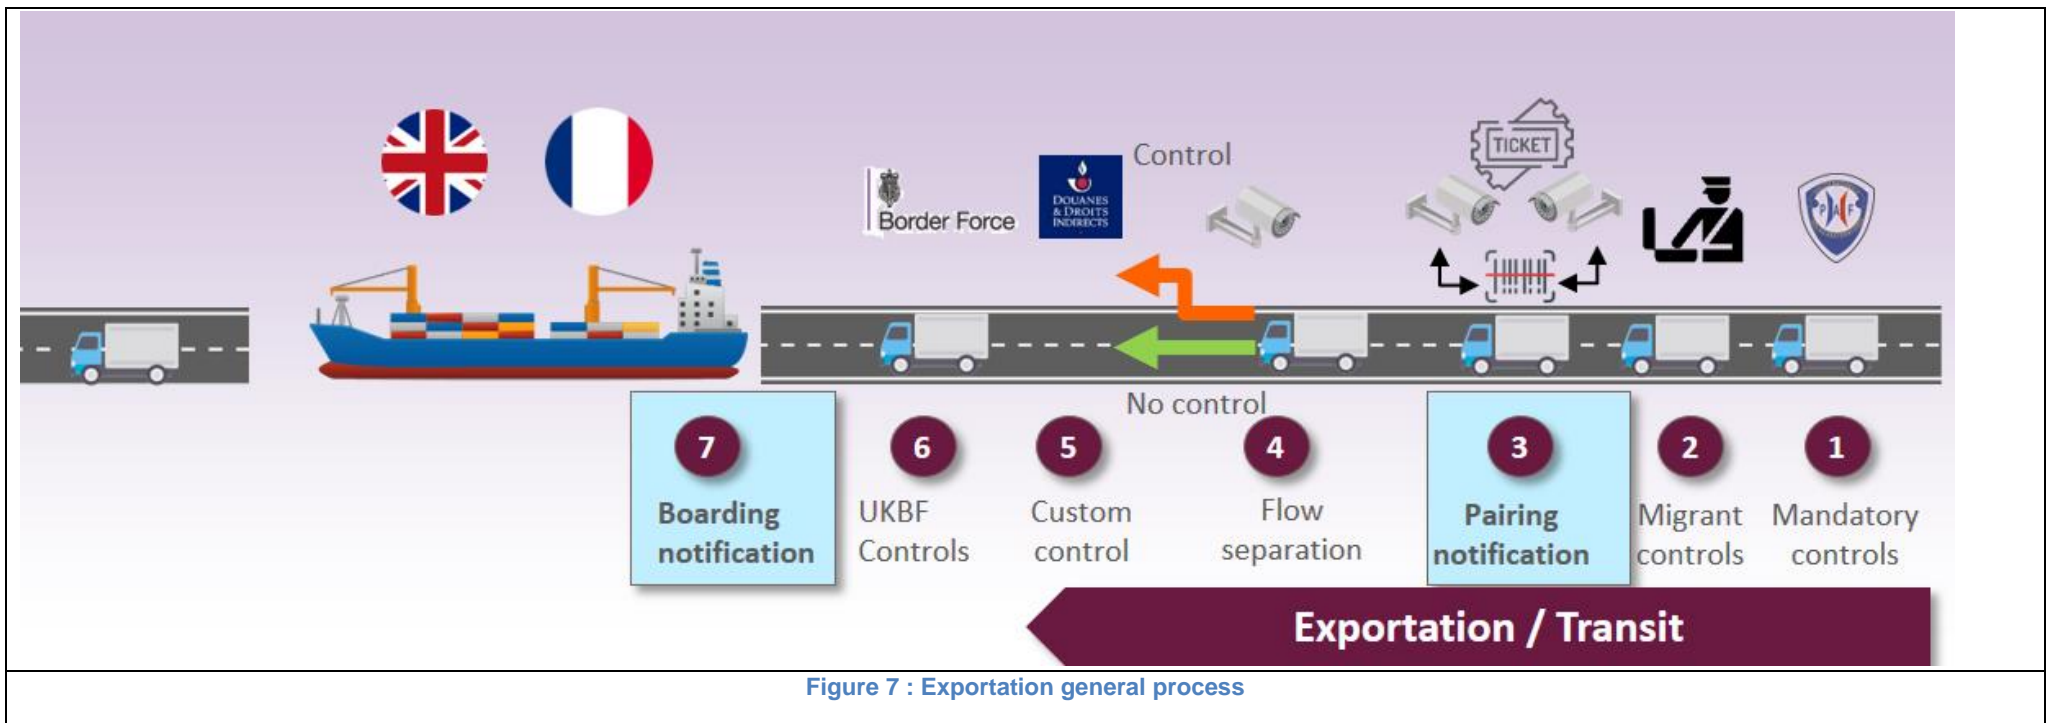 TICKET
Control
Border Force
DOUANES
& DROITS
INDIRECTS
PAF
No control
7
Boarding
notification
6
UKBF
Controls
5
Custom
control
4
Flow
separation
3
Pairing
notification
2
Migrant
controls
1
Mandatory
controls
Exportation / Transit
Figure 7 : Exportation general process